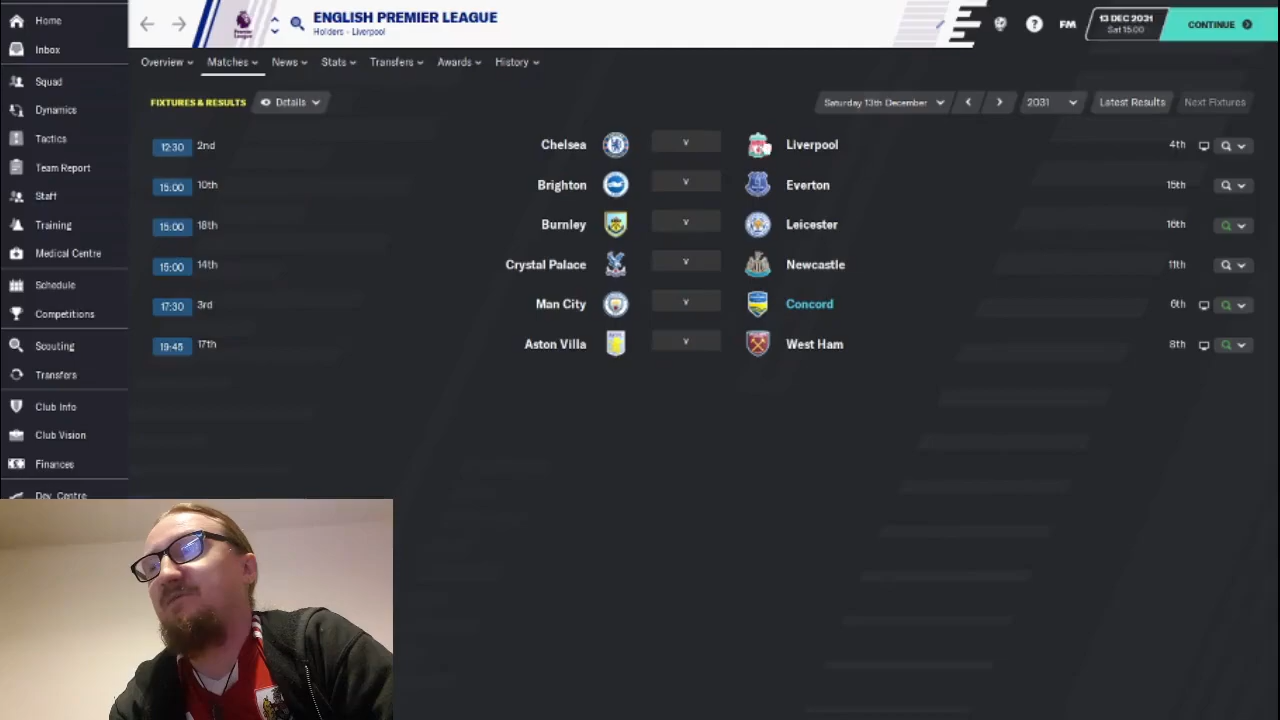 Home
Inbox
Squad
Dynamics
Tactics
Team Report
Staff
Training
Medical Centre
Schedule
Competitions
Scouting
Transfers
Club Info
Club Vision
Finances
Dev. Centre
ENGLISH PREMIER LEAGUE
Holders - Liverpool
FM
13 DEC 2031
Sat 15:00
CONTINUE
Overview Matches News Stats Transfers Awards History
FIXTURES & RESULTS Details Saturday 13th December 2031 Latest Results Next Fixtures
12:30 2nd Chelsea v Liverpool 4th
15:00 10th Brighton v Everton 15th
15:00 18th Burnley v Leicester 16th
15:00 14th Crystal Palace v Newcastle 11th
17:30 3rd Man City v Concord 6th
19:45 17th Aston Villa v West Ham 8th